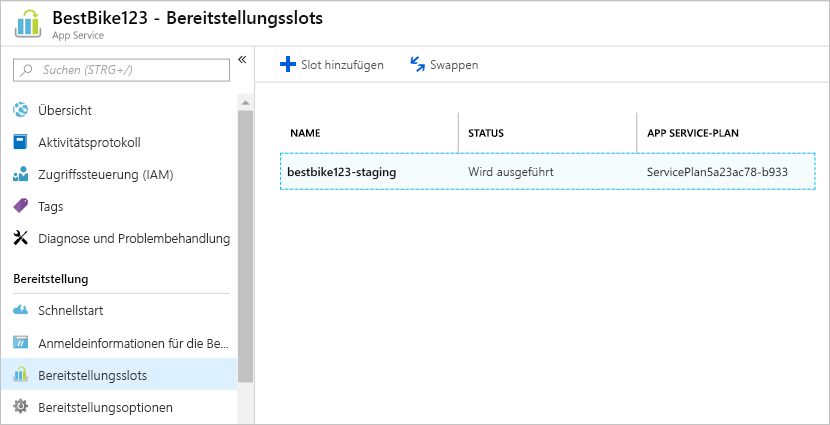 BestBike123 - Bereitstellungsslots
App Service
Suchen (STRG+/)
«
Übersicht
Aktivitätsprotokoll
Zugriffssteuerung (IAM)
Tags
Diagnose und Problembehandlung
Bereitstellung
Schnellstart
Anmeldeinformationen für die Be...
Bereitstellungsslots
Bereitstellungsoptionen
Slot hinzufügen Swappen
NAME STATUS APP SERVICE-PLAN
bestbike123-staging Wird ausgeführt ServicePlan5a23ac78-b933